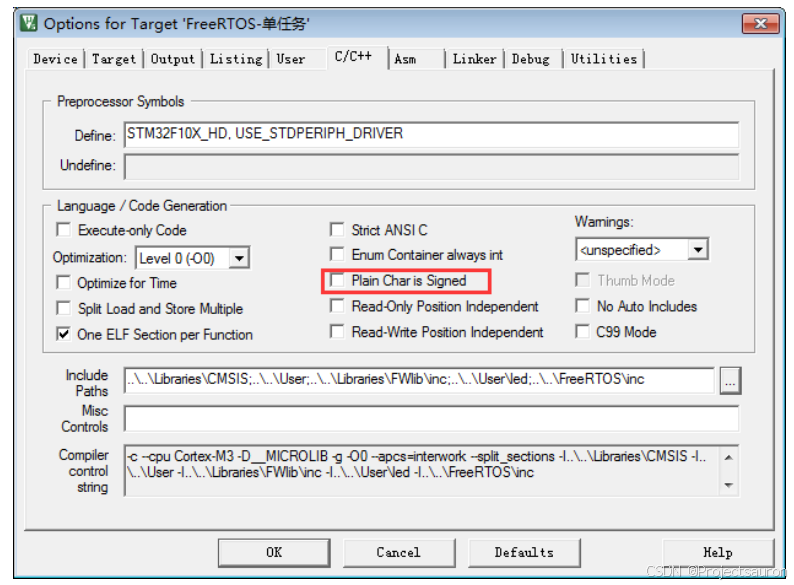 Options for Target 'FreeRTOS-单任务'
Device Target Output Listing User C/C++ Asm Linker Debug Utilities
Preprocessor Symbols
Define: STM32F10X_HD, USE_STDPERIPH_DRIVER
Undefine:
Language / Code Generation
Execute-only Code
Strict ANSI C
Warnings:
Optimization: Level 0 (-O0)
Enum Container always int
<unspecified>
Optimize for Time
Plain Char is Signed
Thumb Mode
Split Load and Store Multiple
Read-Only Position Independent
No Auto Includes
One ELF Section per Function
Read-Write Position Independent
C99 Mode
Include
Paths
..\..\Libraries\CMSIS;..\..\User;..\..\Libraries\FWlib\inc;..\..\User\led;..\..\FreeRTOS\inc
...
Misc
Controls
Compiler
control
string
-c --cpu Cortex-M3 -D__MICROLIB -g -O0 --apcs=interwork --split_sections -I..\..\Libraries\CMSIS -I..
\..\User -I..\..\Libraries\FWlib\inc -I..\..\User\led -I..\..\FreeRTOS\inc
OK Cancel Defaults Help
CSDN @Projectsauron